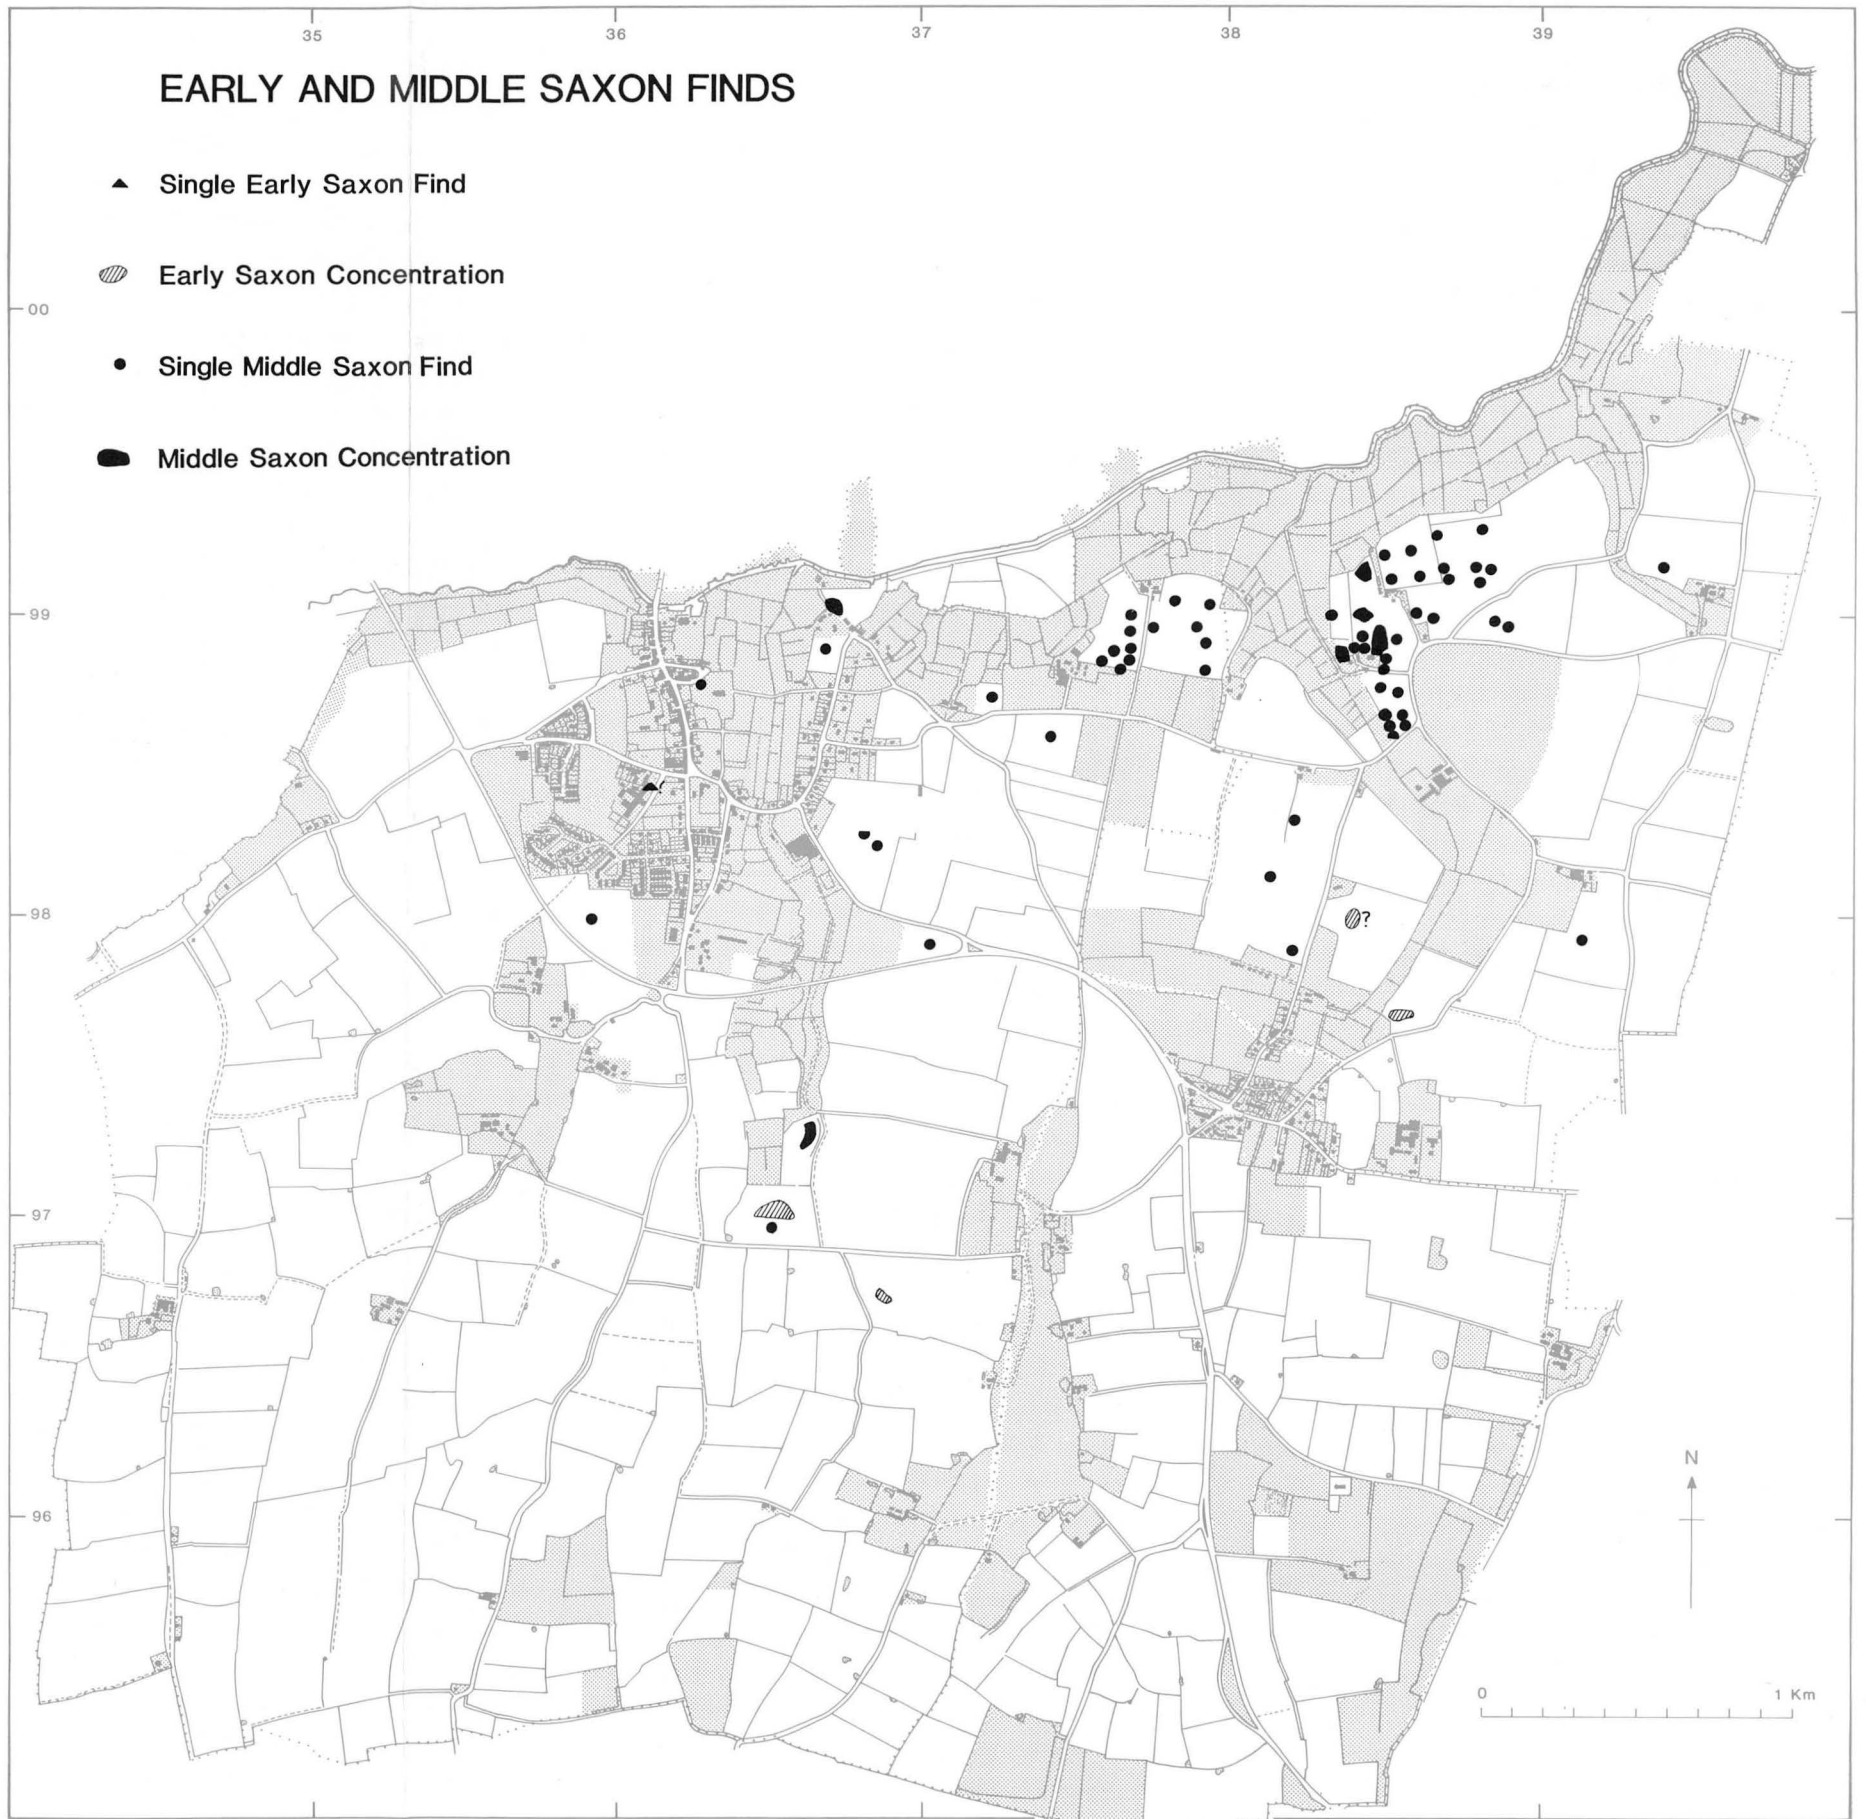 35 36 37 38 39
EARLY AND MIDDLE SAXON FINDS
Single Early Saxon Find
Early Saxon Concentration
00
Single Middle Saxon Find
Middle Saxon Concentration
99
?
98
?
97
N
96
0 1 Km